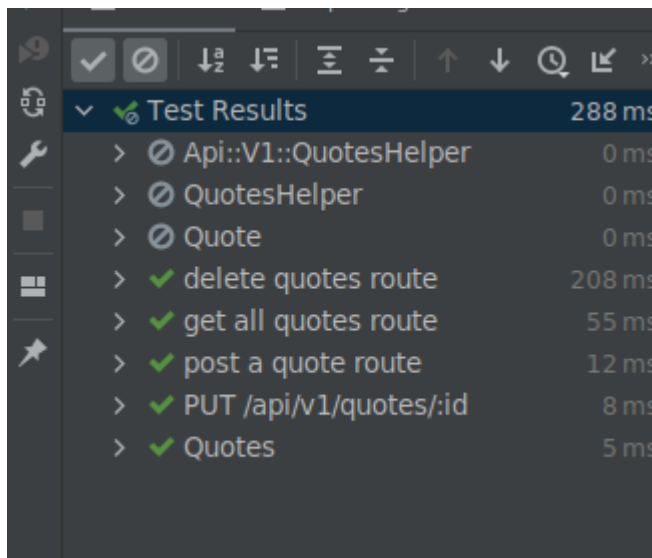 Test Results 288 ms
Api::V1::QuotesHelper 0 ms
QuotesHelper 0 ms
Quote 0 ms
delete quotes route 208 ms
get all quotes route 55 ms
post a quote route 12 ms
PUT /api/v1/quotes/:id 8 ms
Quotes 5 ms